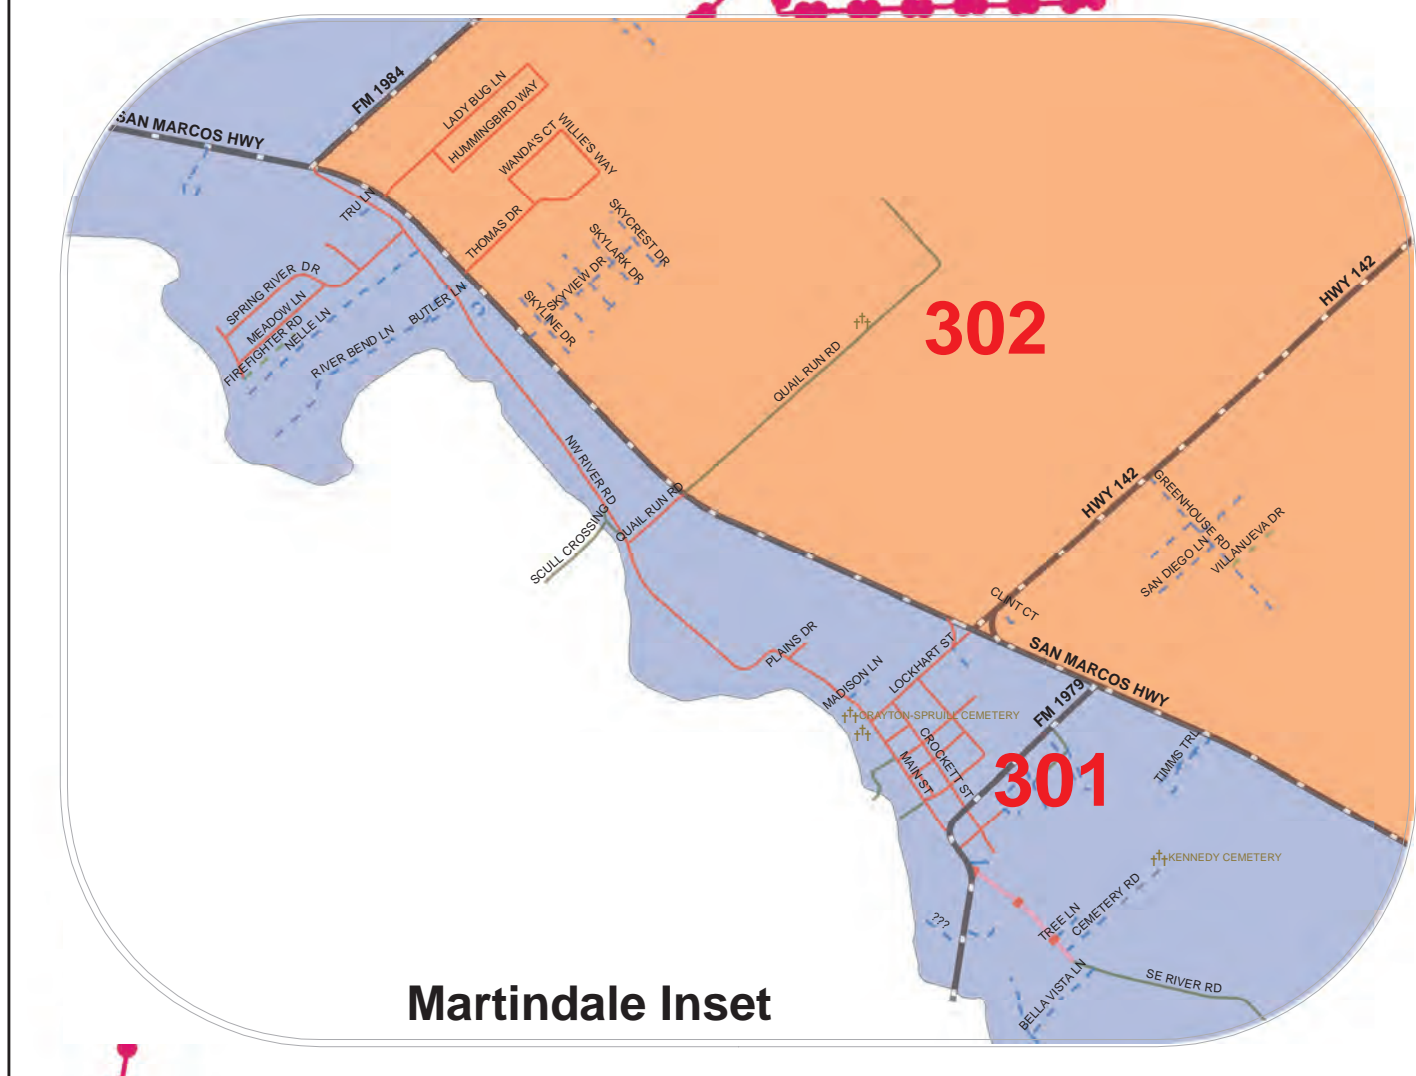 FM 1984
SAN MARCOS HWY
LADY BUG LN
HUMMINGBIRD WAY
WANDA'S CT
WILLIE'S WAY
TRU LN
THOMAS DR
SKYCREST DR
SKYLARK DR
SKYVIEW DR
SKYLINE DR
SPRING RIVER DR
MEADOW LN
FIREFIGHTER RD
NELLE LN
RIVER BEND LN
BUTLER LN
HWY 142
302
QUAIL RUN RD
NW RIVER RD
QUAIL RUN RD
SCULL CROSSING
HWY 142
GREENHOUSE RD
SAN DIEGO LN
VILLANUEVA DR
CLINT CT
PLAINS DR
MADISON LN
LOCKHART ST
SAN MARCOS HWY
FM 1979
CRAYTON-SPRUILL CEMETERY
CROCKETT ST
MAIN ST
301
TIMMS TRL
KENNEDY CEMETERY
???
TREE LN
CEMETERY RD
SE RIVER RD
BELLA VISTA LN
Martindale Inset